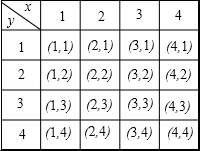 x
y 1 2 3 4
1 (1,1) (2,1) (3,1) (4,1)
2 (1,2) (2,2) (3,2) (4,2)
3 (1,3) (2,3) (3,3) (4,3)
4 (1,4) (2,4) (3,4) (4,4)